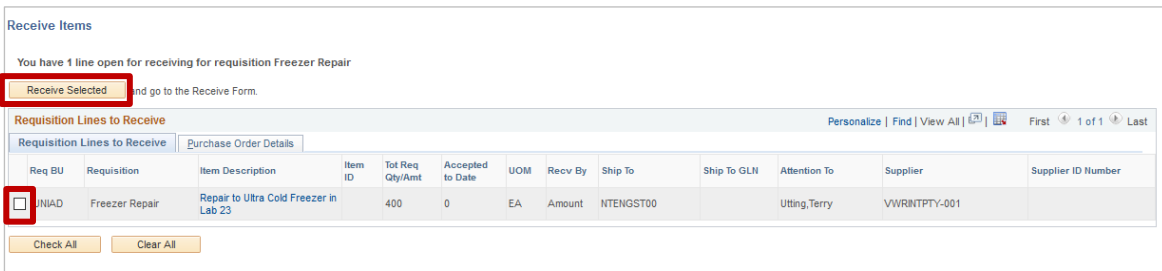 Receive Items
You have 1 line open for receiving for requisition Freezer Repair
Receive Selected and go to the Receive Form.
Requisition Lines to Receive Personalize | Find | View All | | First 1 of 1 Last
Requisition Lines to Receive Purchase Order Details
Req BU Requisition Item Description Item ID Tot Req Qty/Amt Accepted to Date UOM Recv By Ship To Ship To GLN Attention To Supplier Supplier ID Number
UNIAD Freezer Repair Repair to Ultra Cold Freezer in Lab 23 400 0 EA Amount NTENGST00 Utting,Terry VWRINTPTY-001
Check All Clear All